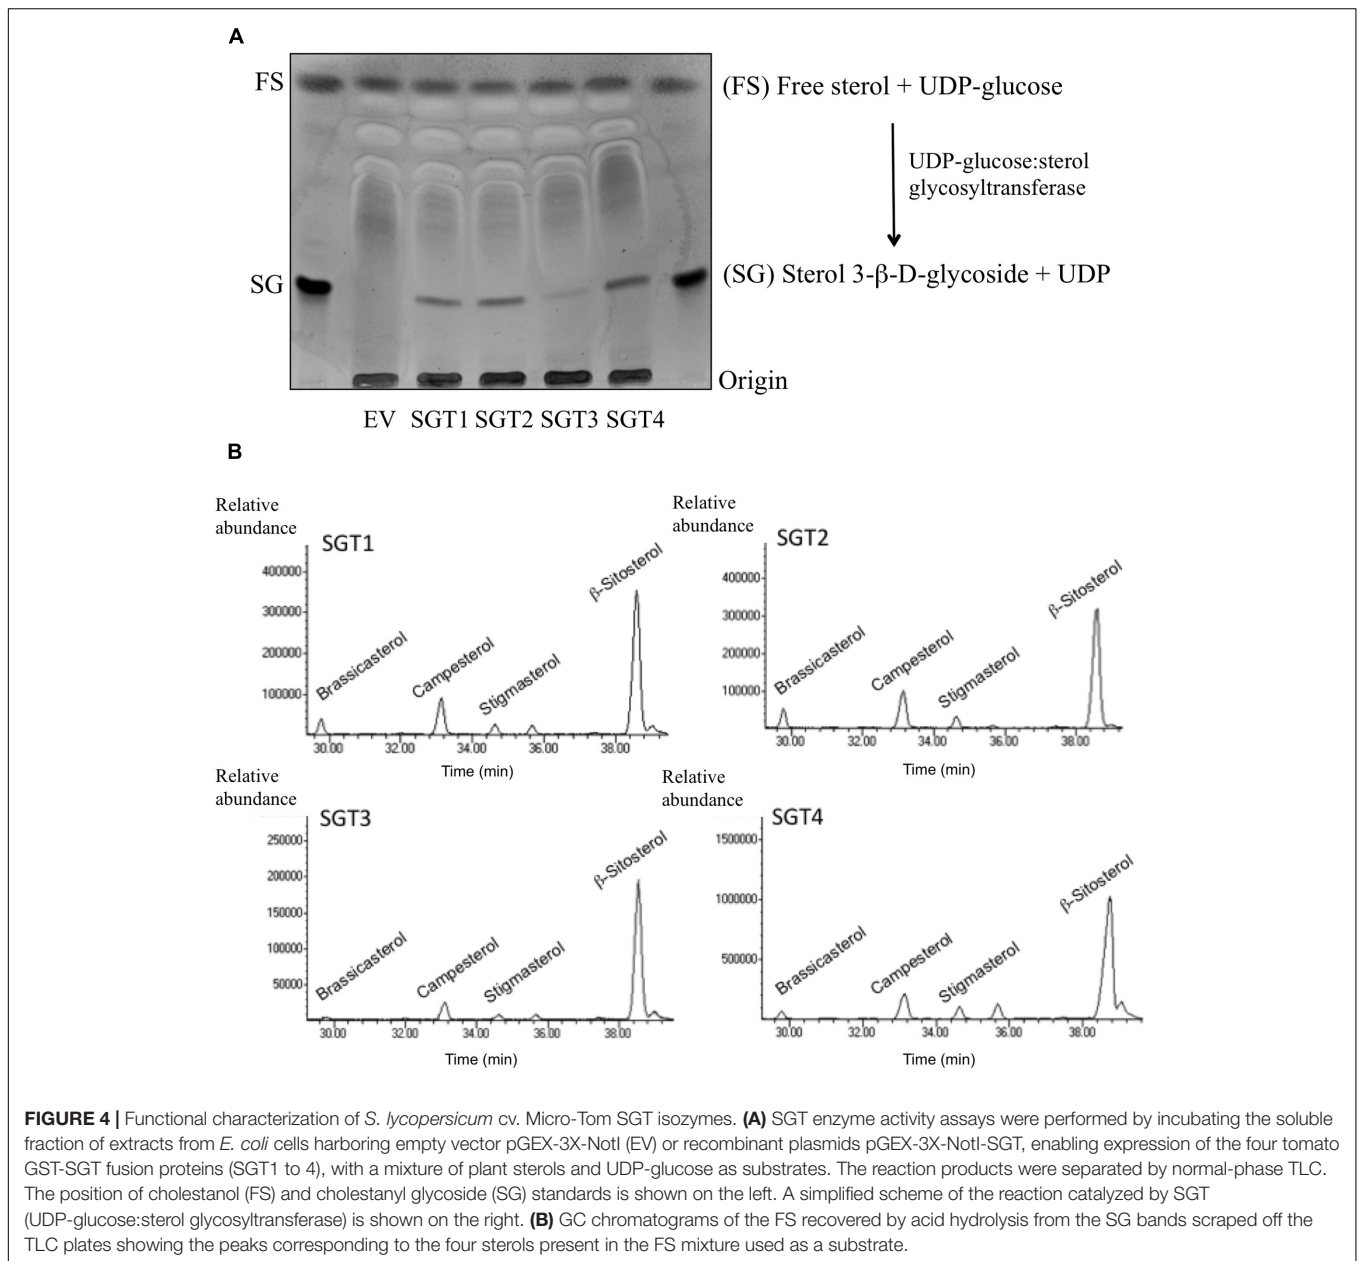 A
FS
(FS) Free sterol + UDP-glucose
UDP-glucose:sterol
glycosyltransferase
SG
(SG) Sterol 3-β-D-glycoside + UDP
Origin
EV SGT1 SGT2 SGT3 SGT4
B
Relative
abundance
SGT1
400000
300000
200000
100000
Brassicasterol
Campesterol
Stigmasterol
β-Sitosterol
30.00 32.00 34.00 36.00 38.00
Time (min)
Relative
abundance
SGT2
400000
300000
200000
100000
Brassicasterol
Campesterol
Stigmasterol
β-Sitosterol
30.00 32.00 34.00 36.00 38.00
Time (min)
Relative
abundance
SGT3
250000
200000
150000
100000
50000
Brassicasterol
Campesterol
Stigmasterol
β-Sitosterol
30.00 32.00 34.00 36.00 38.00
Time (min)
Relative
abundance
SGT4
1500000
1000000
500000
Brassicasterol
Campesterol
Stigmasterol
β-Sitosterol
30.00 32.00 34.00 36.00 38.00
Time (min)
FIGURE 4 | Functional characterization of S. lycopersicum cv. Micro-Tom SGT isozymes. (A) SGT enzyme activity assays were performed by incubating the soluble
fraction of extracts from E. coli cells harboring empty vector pGEX-3X-NotI (EV) or recombinant plasmids pGEX-3X-NotI-SGT, enabling expression of the four tomato
GST-SGT fusion proteins (SGT1 to 4), with a mixture of plant sterols and UDP-glucose as substrates. The reaction products were separated by normal-phase TLC.
The position of cholestanol (FS) and cholestanyl glycoside (SG) standards is shown on the left. A simplified scheme of the reaction catalyzed by SGT
(UDP-glucose:sterol glycosyltransferase) is shown on the right. (B) GC chromatograms of the FS recovered by acid hydrolysis from the SG bands scraped off the
TLC plates showing the peaks corresponding to the four sterols present in the FS mixture used as a substrate.